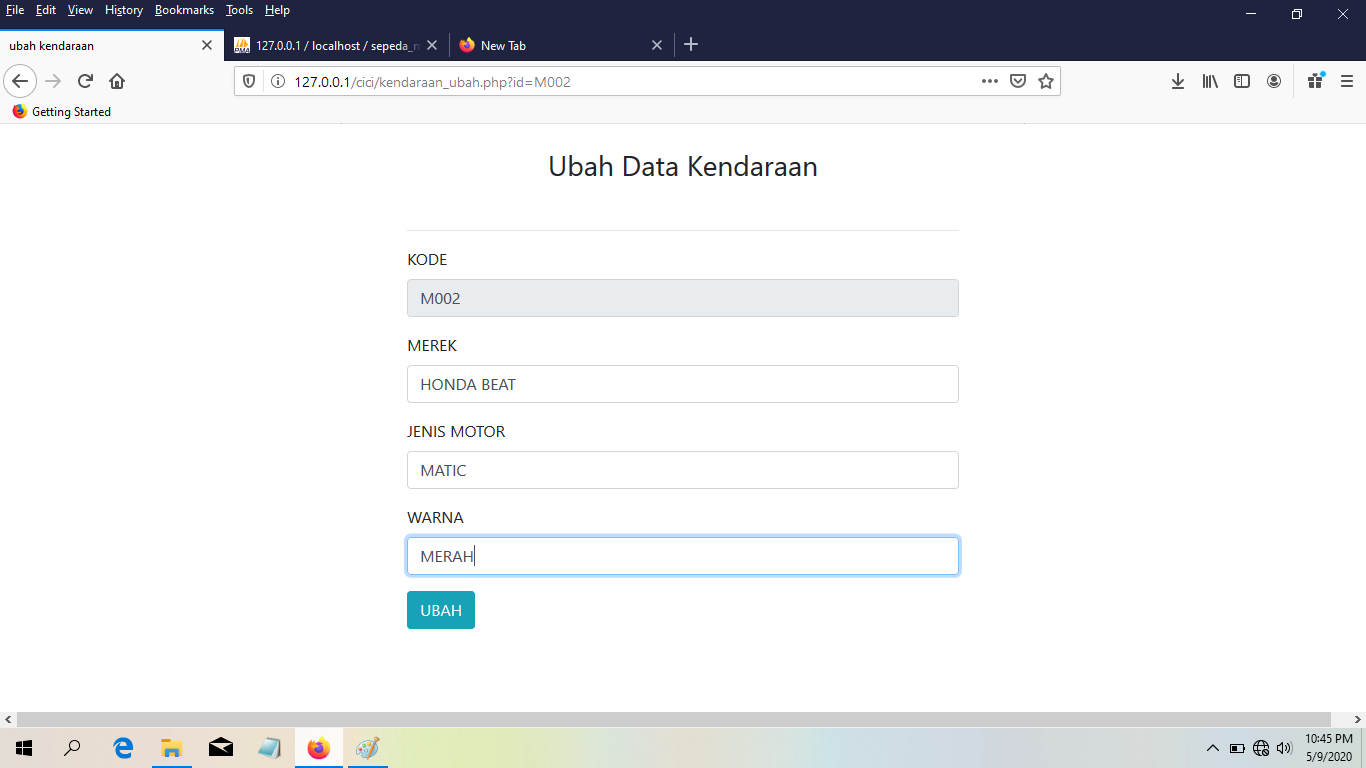 File Edit View History Bookmarks Tools Help
ubah kendaraan
127.0.0.1 / localhost / sepeda_m
New Tab
127.0.0.1/cici/kendaraan_ubah.php?id=M002
Getting Started
Ubah Data Kendaraan
KODE
M002
MEREK
HONDA BEAT
JENIS MOTOR
MATIC
WARNA
MERAH
UBAH
10:45 PM
5/9/2020